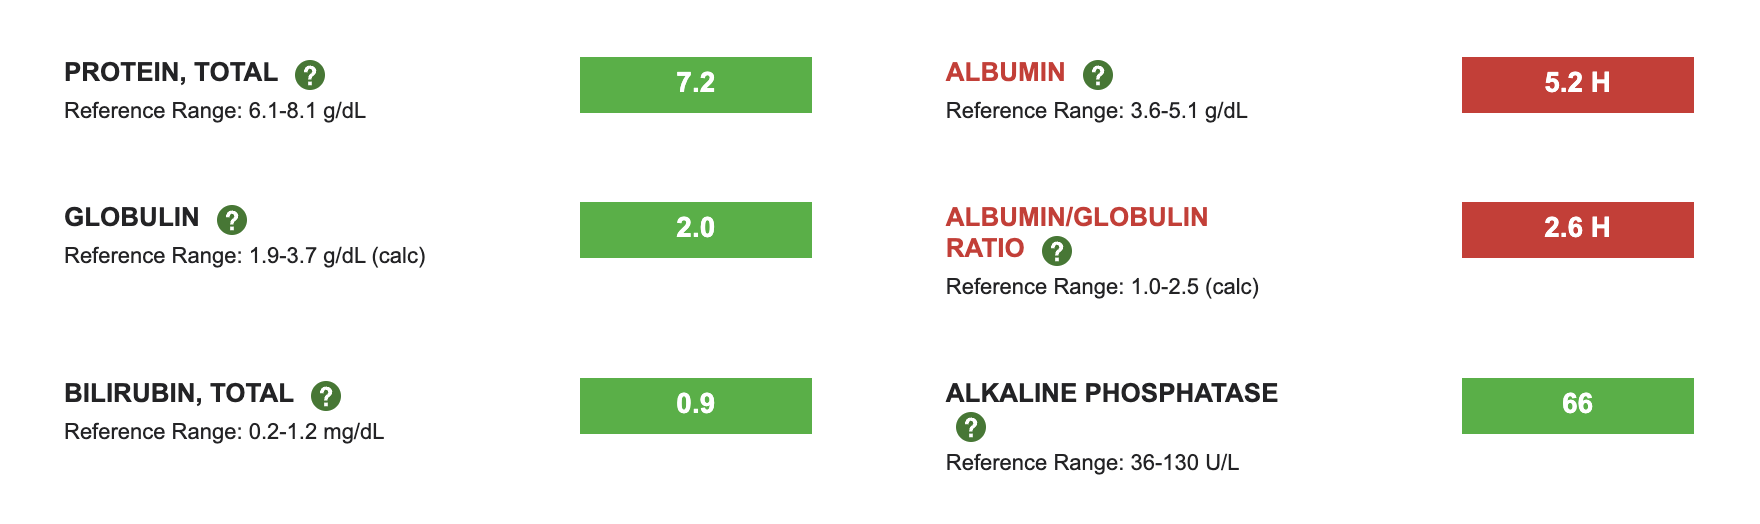 PROTEIN, TOTAL ?
Reference Range: 6.1-8.1 g/dL
7.2
ALBUMIN ?
Reference Range: 3.6-5.1 g/dL
5.2 H
GLOBULIN ?
Reference Range: 1.9-3.7 g/dL (calc)
2.0
ALBUMIN/GLOBULIN
RATIO ?
Reference Range: 1.0-2.5 (calc)
2.6 H
BILIRUBIN, TOTAL ?
Reference Range: 0.2-1.2 mg/dL
0.9
ALKALINE PHOSPHATASE
?
Reference Range: 36-130 U/L
66